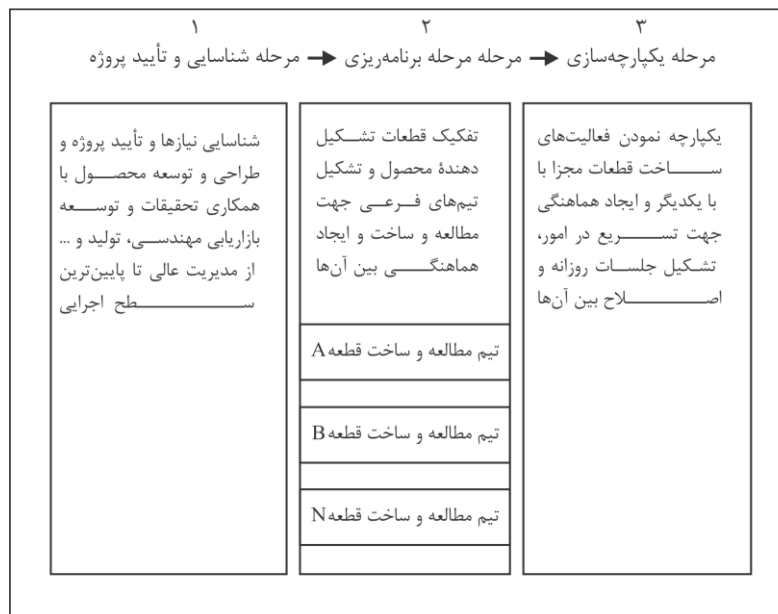 ۱ ۲ ۳
مرحله شناسایی و تأیید پروژه → مرحله مرحله برنامه‌ریزی → مرحله یکپارچه‌سازی
شناسایی نیازها و تأیید پروژه و
طراحی و توسعه محصول با
همکاری تحقیقات و توسعه
بازاریابی مهندسی، تولید و ...
از مدیریت عالی تا پایین‌ترین
سطح اجرایی
تفکیک قطعات تشکیل
دهندهٔ محصول و تشکیل
تیم‌های فرعی جهت
مطالعه و ساخت و ایجاد
هماهنگی بین آن‌ها
تیم مطالعه و ساخت قطعه A
تیم مطالعه و ساخت قطعه B
تیم مطالعه و ساخت قطعه N
یکپارچه نمودن فعالیت‌های
ساخت قطعات مجزا با
یکدیگر و ایجاد هماهنگی
جهت تسریع در امور،
تشکیل جلسات روزانه و
اصلاح بین آن‌ها